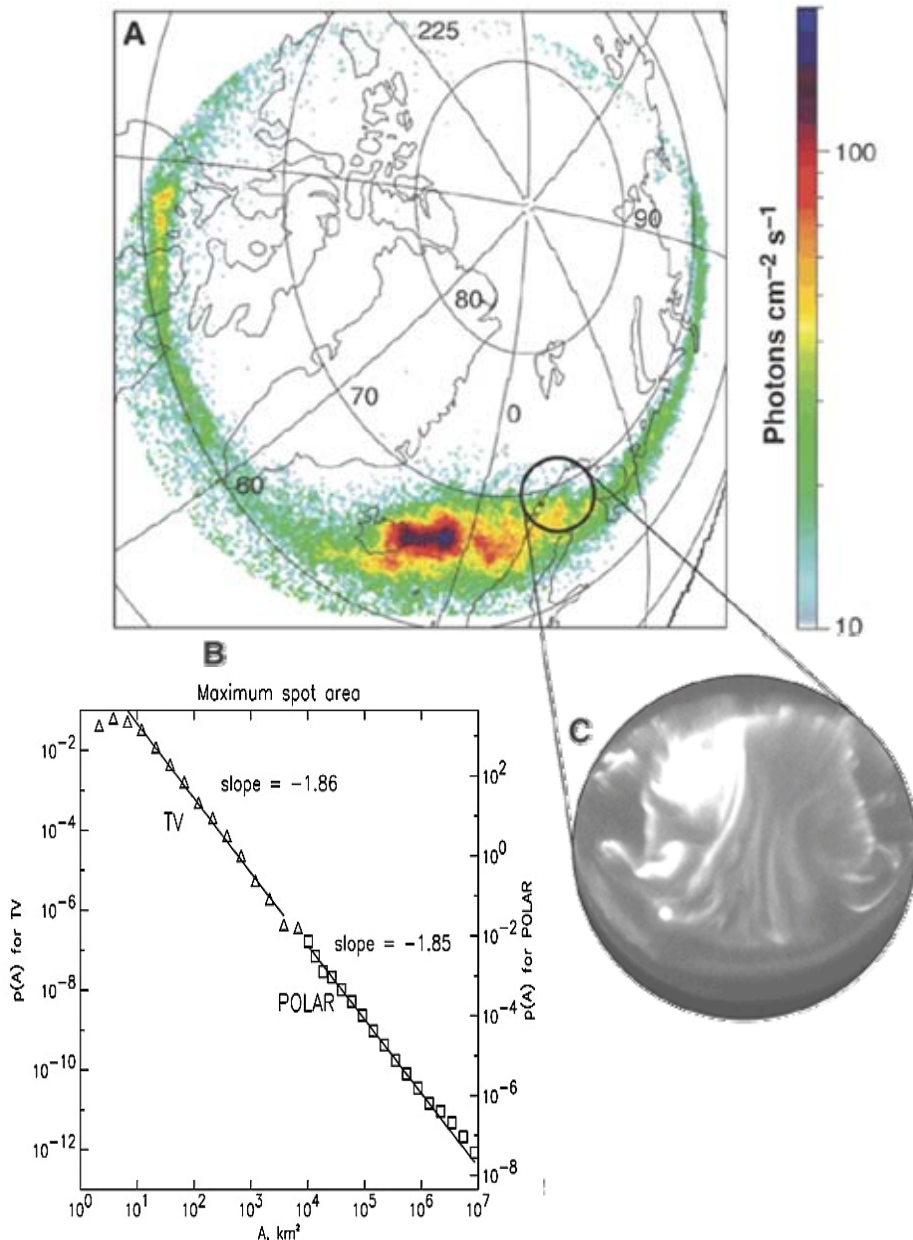 A
225
90
80
70
0
60
100
10
Photons cm⁻² s⁻¹
B
Maximum spot area
slope = −1.86
TV
slope = −1.85
POLAR
10⁻²
10⁻⁴
10⁻⁶
10⁻⁸
10⁻¹⁰
10⁻¹²
p(A) for TV
10²
10⁰
10⁻²
10⁻⁴
10⁻⁶
10⁻⁸
p(A) for POLAR
10⁰ 10¹ 10² 10³ 10⁴ 10⁵ 10⁶ 10⁷
A, km²
C